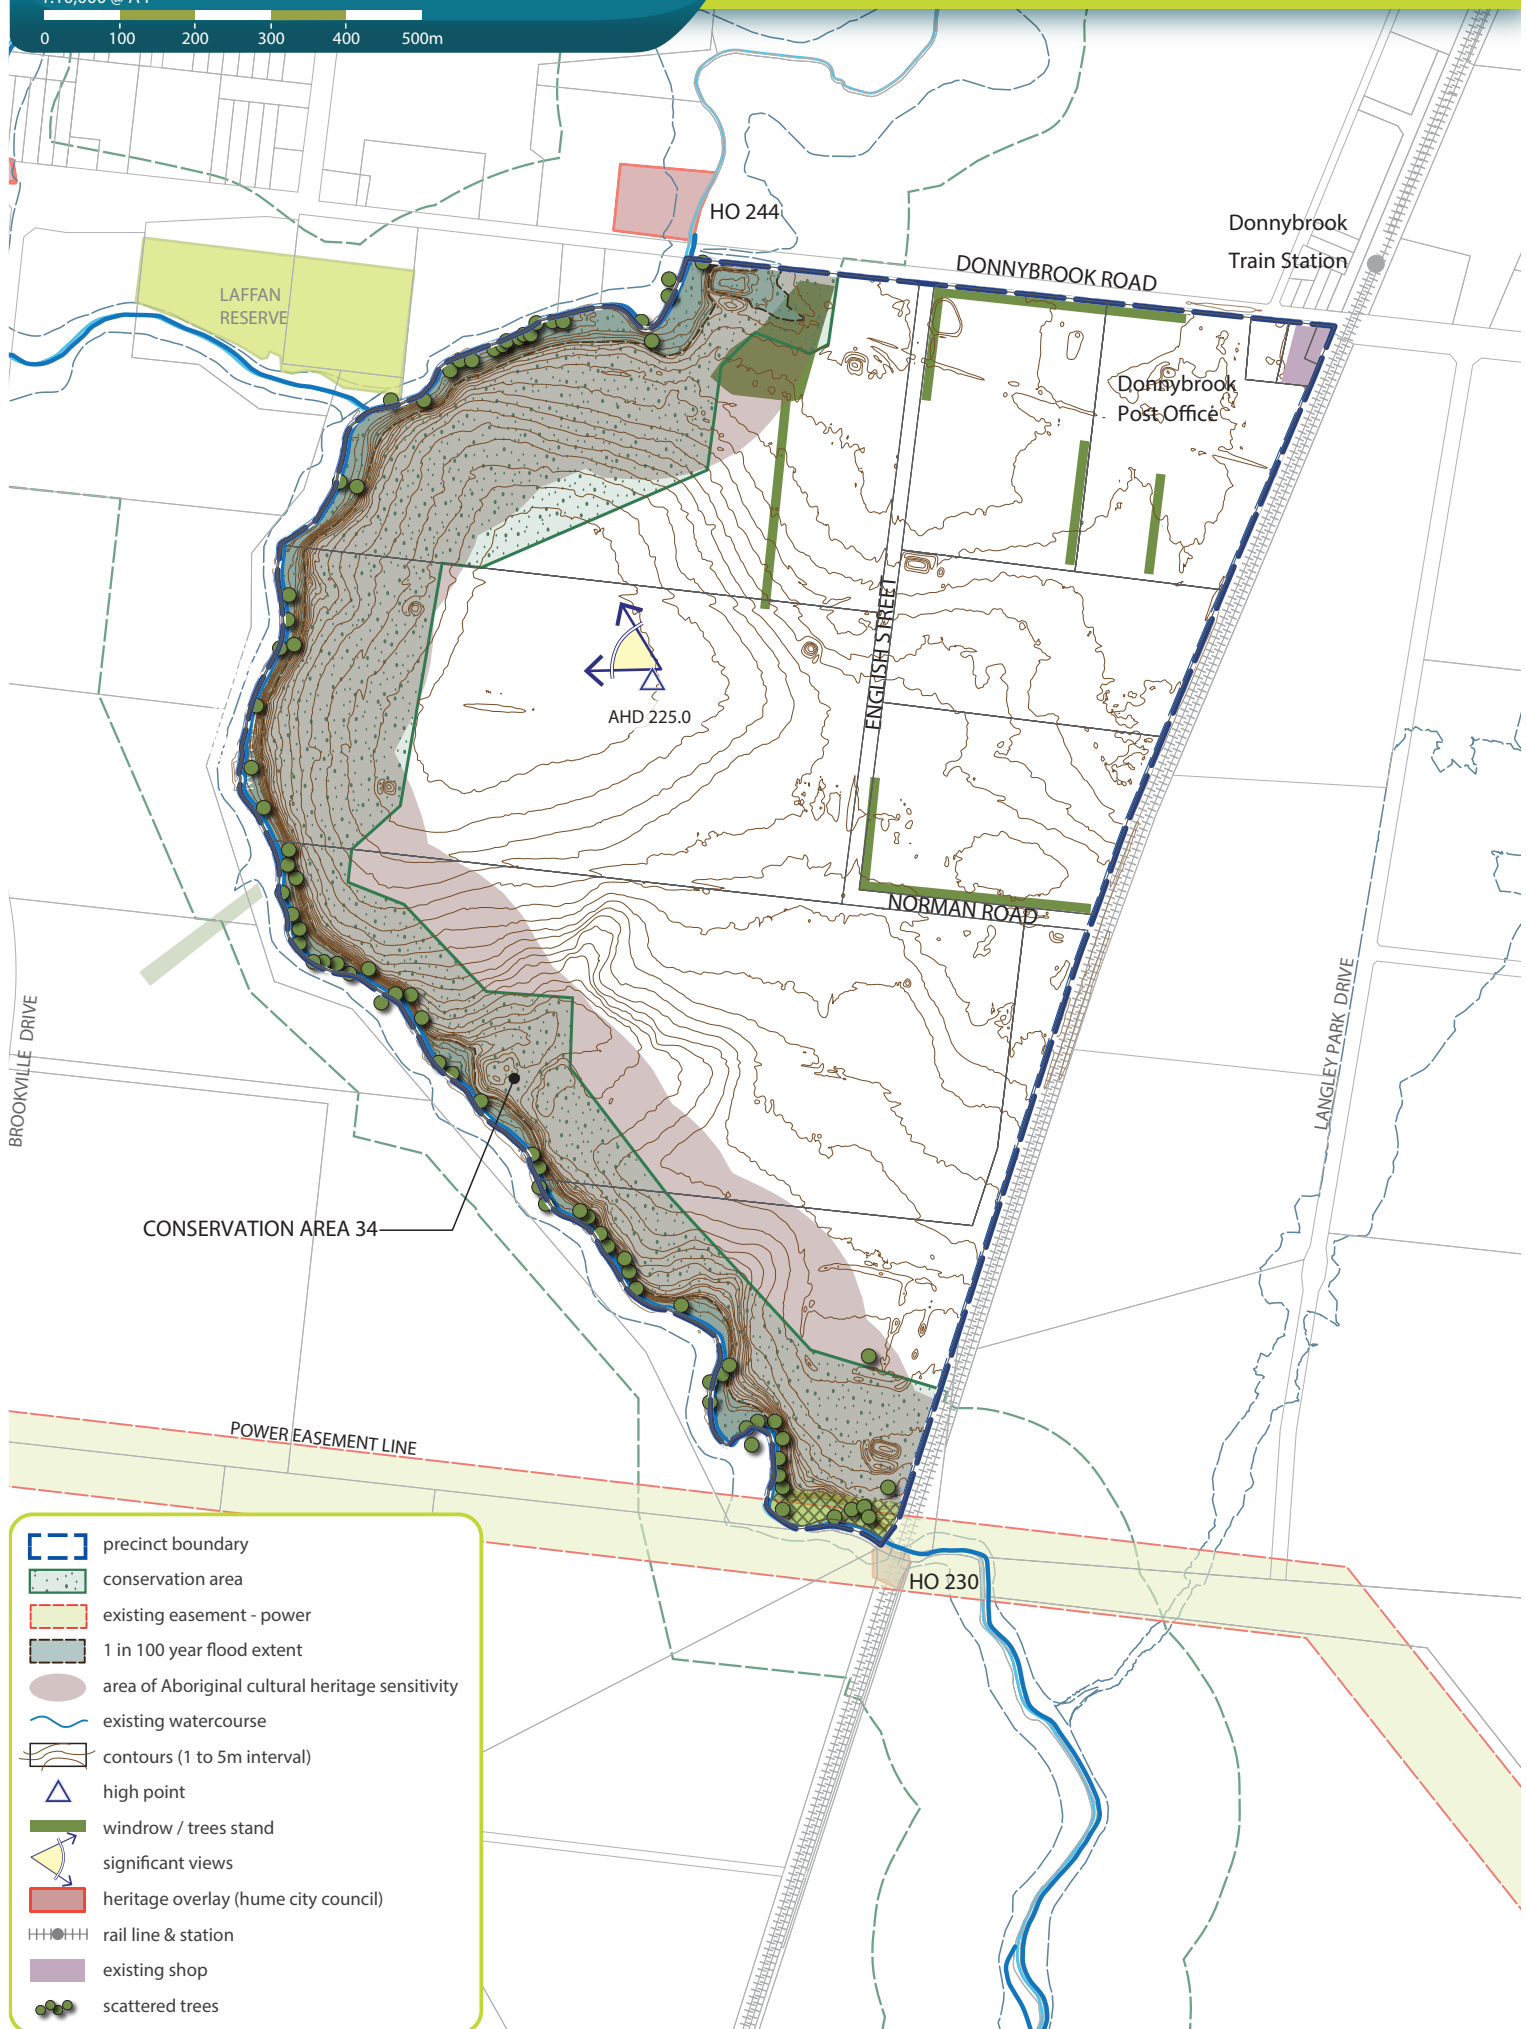 0 100 200 300 400 500m
HO 244
Donnybrook
Train Station
DONNYBROOK ROAD
LAFFAN
RESERVE
Donnybrook
Post Office
ENGLISH STREET
AHD 225.0
NORMAN ROAD
BROOKVILLE DRIVE
LANGLEY PARK DRIVE
CONSERVATION AREA 34
POWER EASEMENT LINE
HO 230
precinct boundary
conservation area
existing easement - power
1 in 100 year flood extent
area of Aboriginal cultural heritage sensitivity
existing watercourse
contours (1 to 5m interval)
high point
windrow / trees stand
significant views
heritage overlay (hume city council)
rail line & station
existing shop
scattered trees